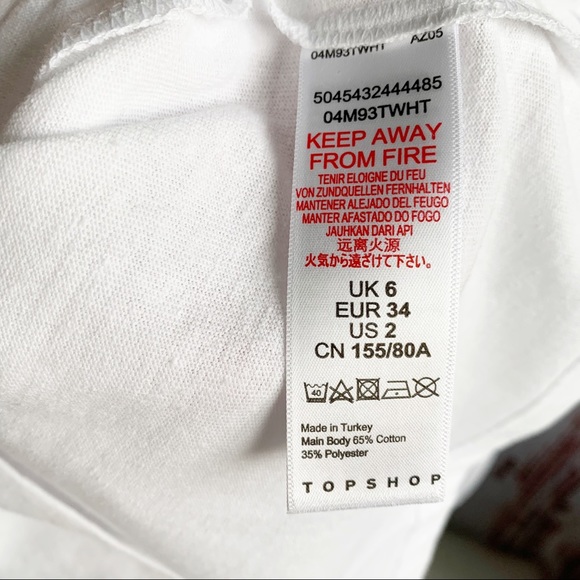 04M93TWHT AZ05
5045432444485
04M93TWHT
KEEP AWAY
FROM FIRE
TENIR ELOIGNE DU FEU
VON ZUNDQUELLEN FERNHALTEN
MANTENER ALEJADO DEL FEUGO
MANTER AFASTADO DO FOGO
JAUHKAN DARI API
远离火源
火気から遠ざけて下さい。
UK 6
EUR 34
US 2
CN 155/80A
40
Made in Turkey
Main Body 65% Cotton
35% Polyester
TOPSHOP